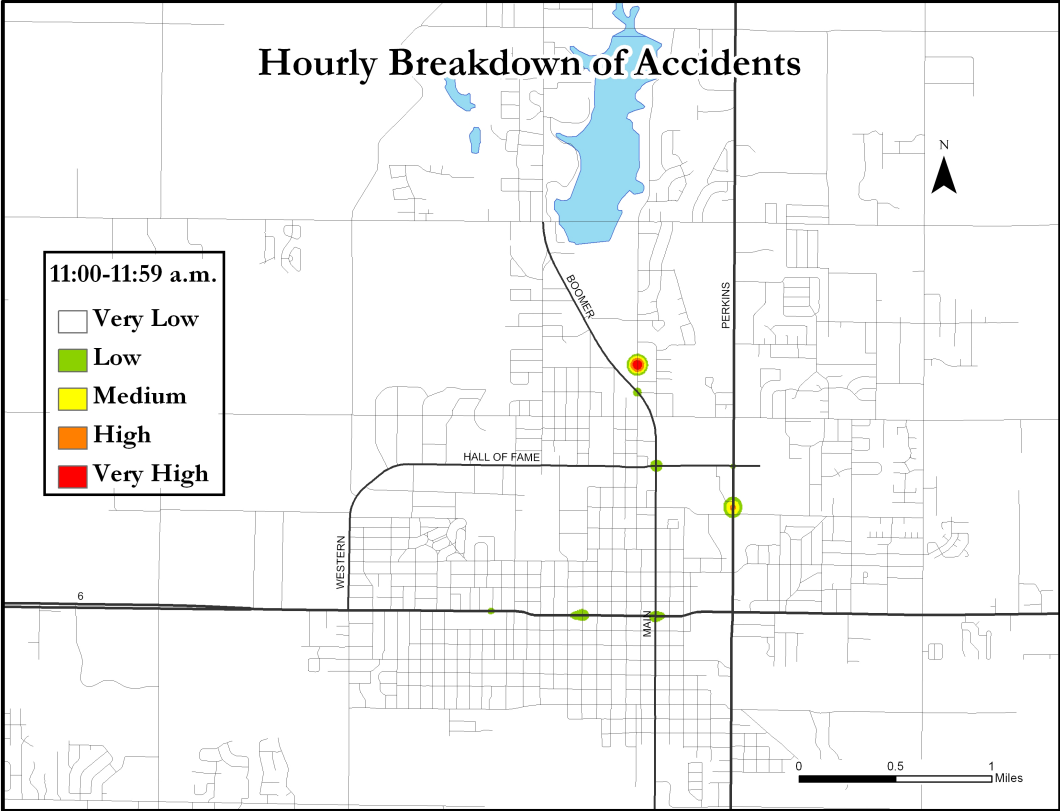 Hourly Breakdown of Accidents
N
11:00-11:59 a.m.
Very Low
Low
Medium
High
Very High
BOOMER
PERKINS
HALL OF FAME
WESTERN
6
MAIN
0 0.5 1
Miles